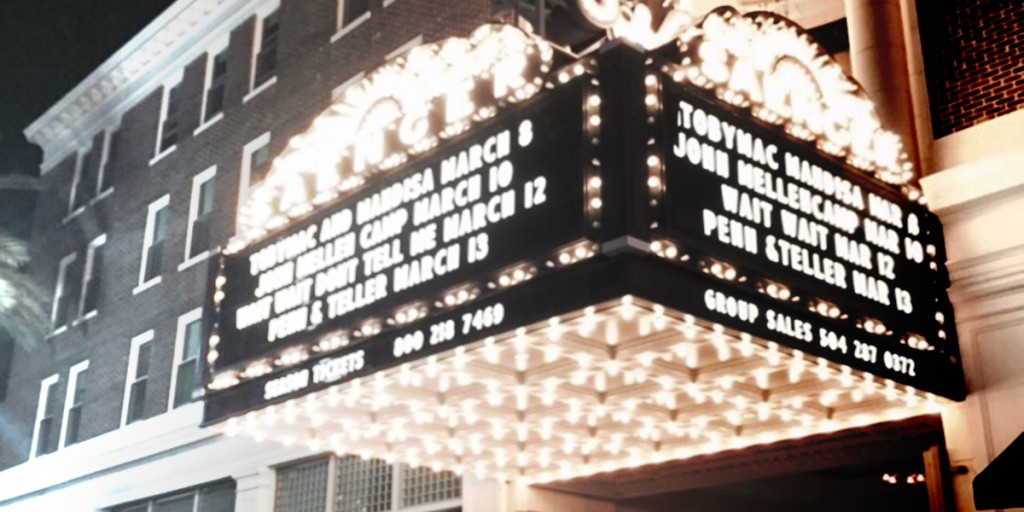 SAENGER
TOBYMAC AND MANDISA MARCH 8
JOHN MELLEN CAMP MARCH 10
WAIT WAIT DONT TELL ME MARCH 12
PENN & TELLER MARCH 13
SEASON TICKETS 800 218 7469
SAENGER
TOBYMAC MANDISA MAR 8
JOHN MELLENCAMP MAR 10
WAIT WAIT MAR 12
PENN & TELLER MAR 13
GROUP SALES 504 287 0372